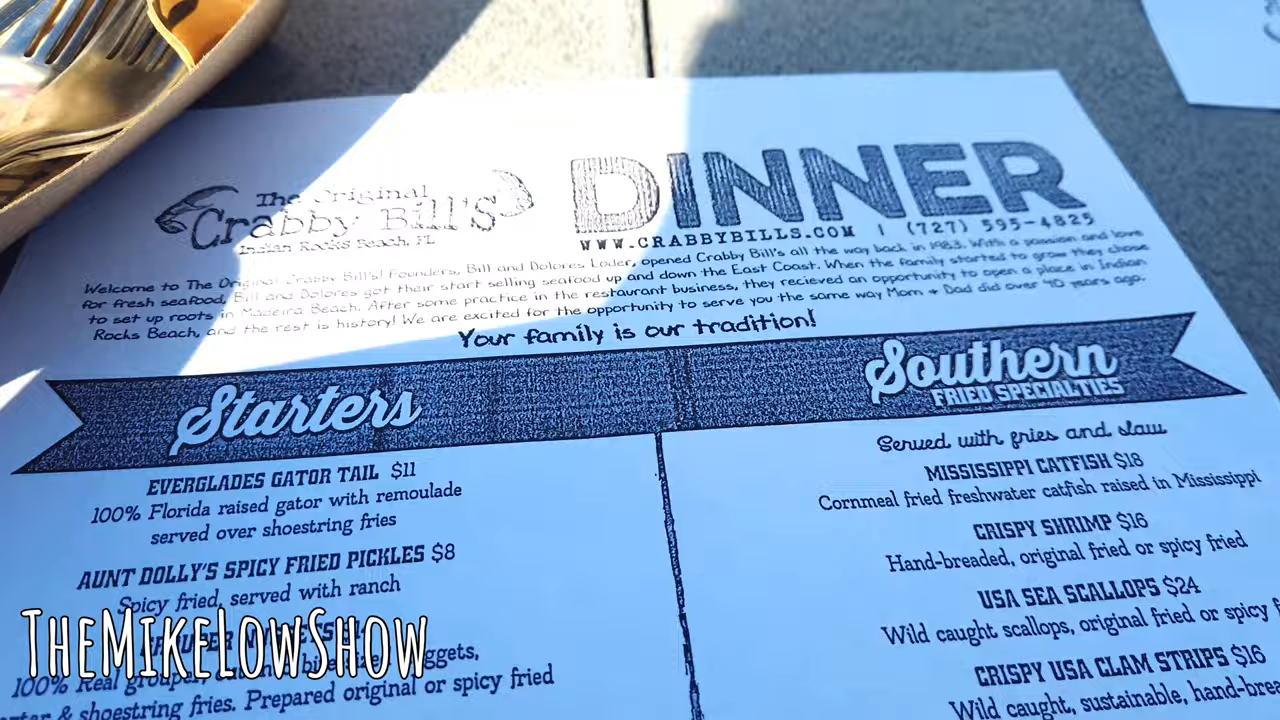 The Original
Crabby Bill's
Indian Rocks Beach, FL
DINNER
WWW.CRABBYBILLS.COM | (727) 595-4825
Welcome to The Original Crabby Bill's! Founders, Bill and Dolores Loder, opened Crabby Bill's all the way back in 1983. With a passion and love
for fresh seafood, Bill and Dolores got their start selling seafood up and down the East Coast. When the family started to grow they chose
to set up roots in Madeira Beach. After some practice in the restaurant business, they recieved an opportunity to open a place in Indian
Rocks Beach, and the rest is history! We are excited for the opportunity to serve you the same way Mom & Dad did over 40 years ago.
Your family is our tradition!
Starters
EVERGLADES GATOR TAIL $11
100% Florida raised gator with remoulade
served over shoestring fries
AUNT DOLLY'S SPICY FRIED PICKLES $8
Spicy fried, served with ranch
100% Real grouper,
& shoestring fries. Prepared original or spicy fried
Southern
FRIED SPECIALTIES
Served with fries and slaw
MISSISSIPPI CATFISH $18
Cornmeal fried freshwater catfish raised in Mississippi
CRISPY SHRIMP $16
Hand-breaded, original fried or spicy fried
USA SEA SCALLOPS $24
Wild caught scallops, original fried or spicy
CRISPY USA CLAM STRIPS $16
Wild caught, sustainable,
TheMikeLowShow